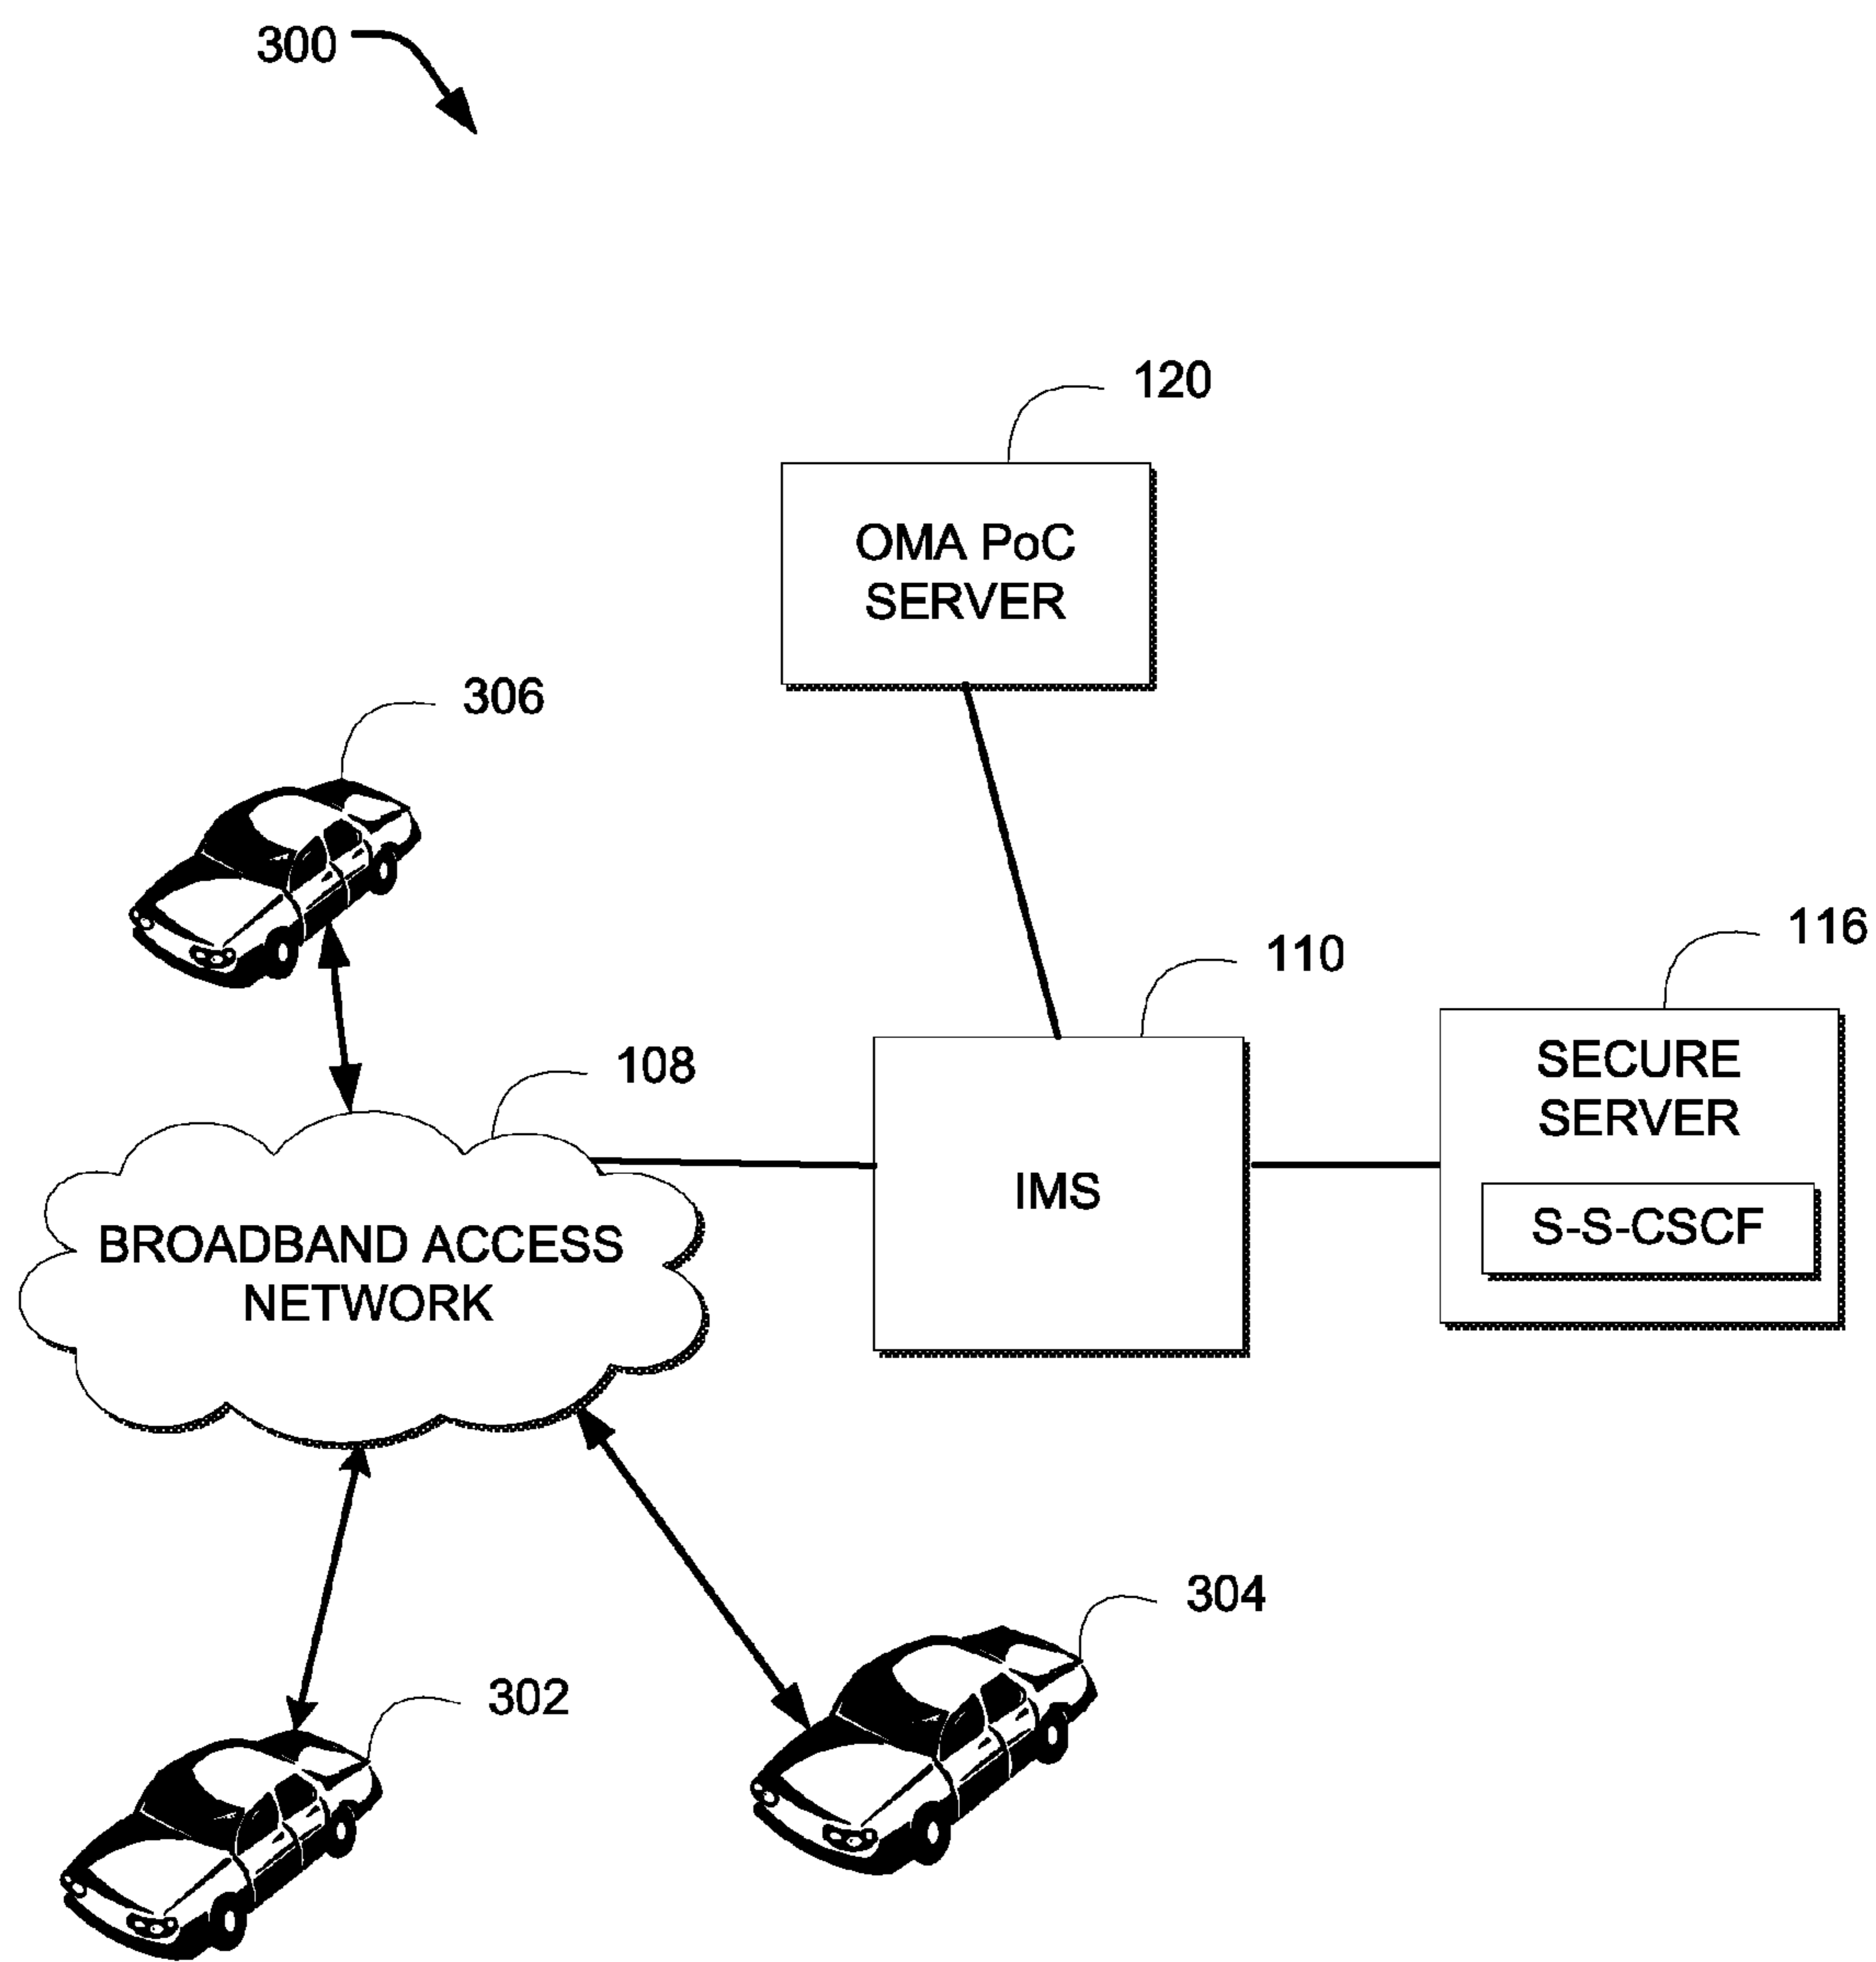 300
120
OMA PoC
SERVER
306
110
116
108
SECURE
SERVER
IMS
S-S-CSCF
BROADBAND ACCESS
NETWORK
304
302